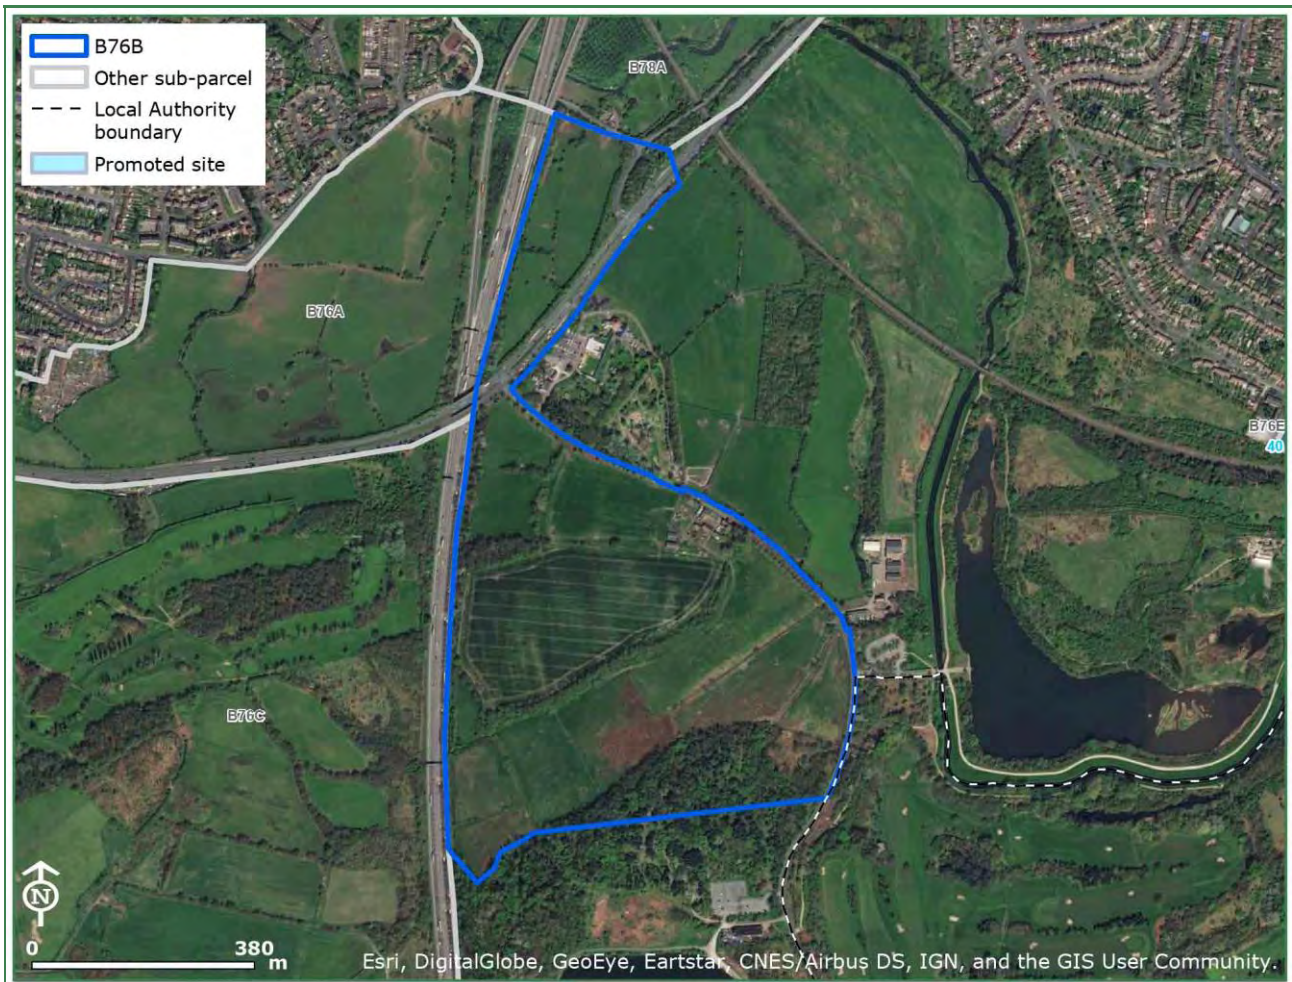 B76B
Other sub-parcel
Local Authority
boundary
Promoted site
B78A
B76A
B76E
40
B76C
N
0 380
m
Esri, DigitalGlobe, GeoEye, Eartstar, CNES/Airbus DS, IGN, and the GIS User Community.